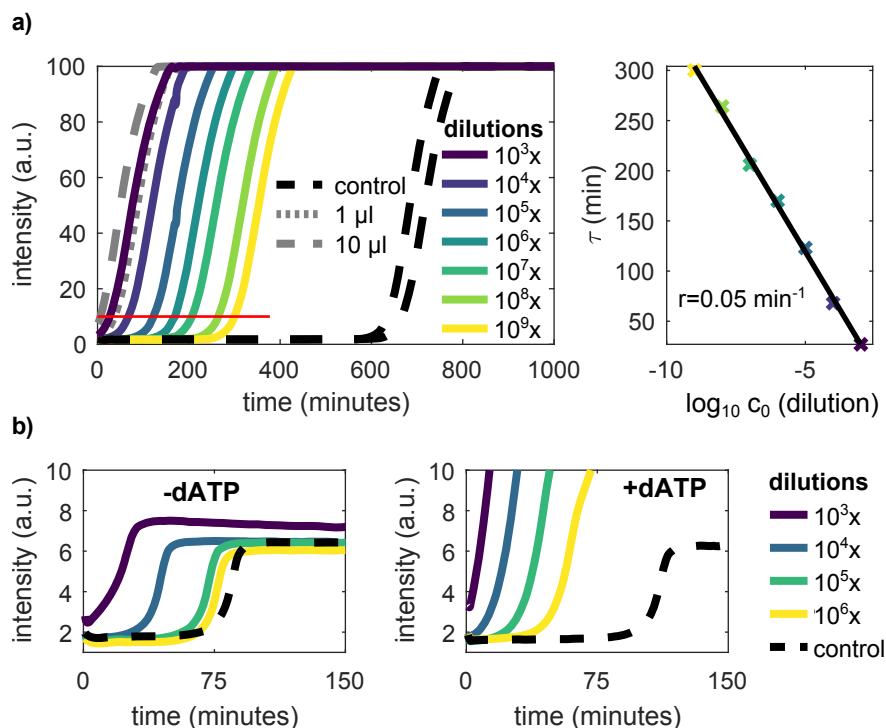 a)
intensity (a.u.)
100
80
60
40
20
10
0
control
1 µl
10 µl
dilutions
10³x
10⁴x
10⁵x
10⁶x
10⁷x
10⁸x
10⁹x
0 200 400 600 800 1000
time (minutes)
τ (min)
300
250
200
150
100
50
r=0.05 min⁻¹
-10 -5
log₁₀ c₀ (dilution)
b)
intensity (a.u.)
10
8
6
4
2
-dATP
0 75 150
time (minutes)
intensity (a.u.)
10
8
6
4
2
+dATP
0 75 150
time (minutes)
dilutions
10³x
10⁴x
10⁵x
10⁶x
control